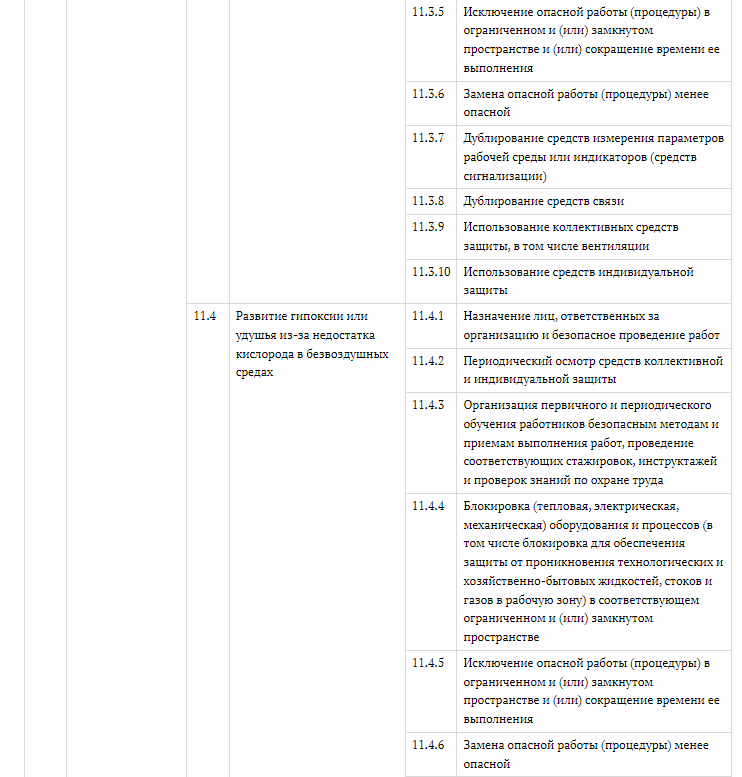 11.3.5 Исключение опасной работы (процедуры) в
ограниченном и (или) замкнутом
пространстве и (или) сокращение времени ее
выполнения
11.3.6 Замена опасной работы (процедуры) менее
опасной
11.3.7 Дублирование средств измерения параметров
рабочей среды или индикаторов (средств
сигнализации)
11.3.8 Дублирование средств связи
11.3.9 Использование коллективных средств
защиты, в том числе вентиляции
11.3.10 Использование средств индивидуальной
защиты
11.4 Развитие гипоксии или
удушья из-за недостатка
кислорода в безвоздушных
средах
11.4.1 Назначение лиц, ответственных за
организацию и безопасное проведение работ
11.4.2 Периодический осмотр средств коллективной
и индивидуальной защиты
11.4.3 Организация первичного и периодического
обучения работников безопасным методам и
приемам выполнения работ, проведение
соответствующих стажировок, инструктажей
и проверок знаний по охране труда
11.4.4 Блокировка (тепловая, электрическая,
механическая) оборудования и процессов (в
том числе блокировка для обеспечения
защиты от проникновения технологических и
хозяйственно-бытовых жидкостей, стоков и
газов в рабочую зону) в соответствующем
ограниченном и (или) замкнутом
пространстве
11.4.5 Исключение опасной работы (процедуры) в
ограниченном и (или) замкнутом
пространстве и (или) сокращение времени ее
выполнения
11.4.6 Замена опасной работы (процедуры) менее
опасной